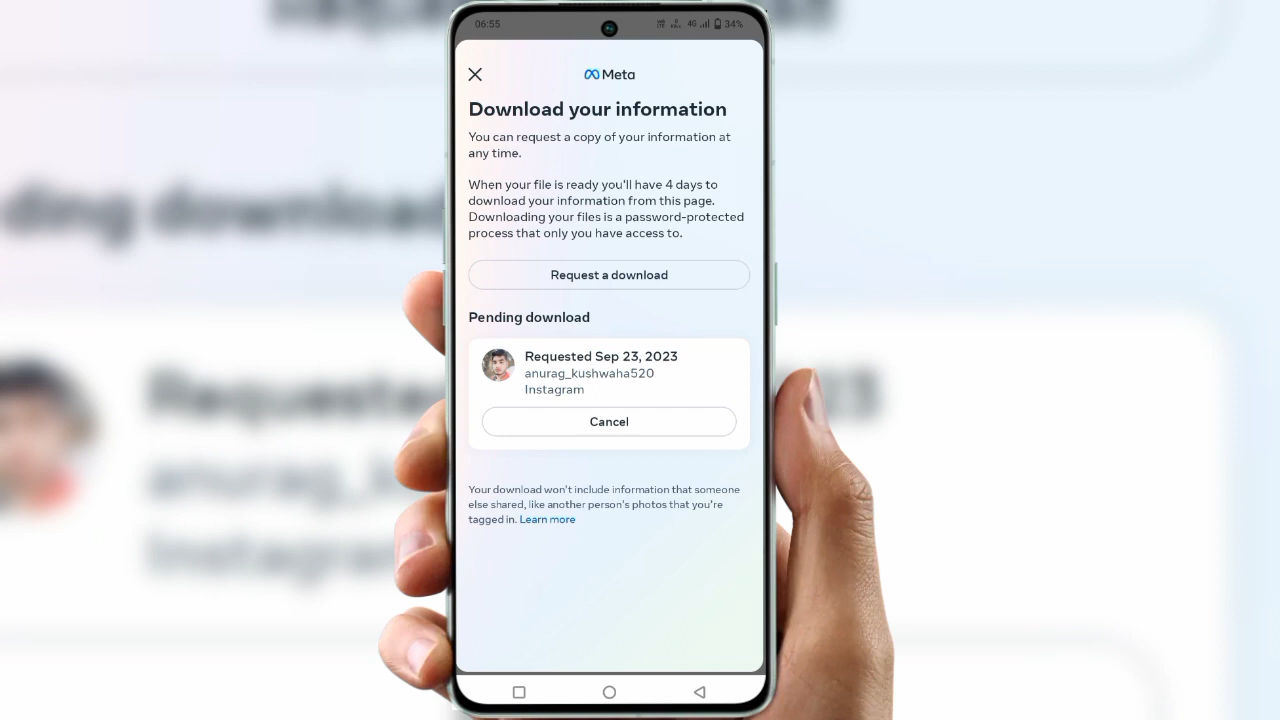 06:55
4G 34%
Meta
Download your information
You can request a copy of your information at
any time.
When your file is ready you'll have 4 days to
download your information from this page.
Downloading your files is a password-protected
process that only you have access to.
Request a download
Pending download
Requested Sep 23, 2023
anurag_kushwaha520
Instagram
Cancel
Your download won't include information that someone
else shared, like another person's photos that you're
tagged in. Learn more